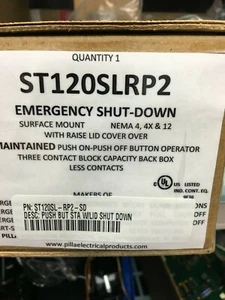 QUANTITY 1
ST120SLRP2
EMERGENCY SHUT-DOWN
SURFACE MOUNT NEMA 4, 4X & 12
WITH RAISE LID COVER OVER
MAINTAINED PUSH ON-PUSH OFF BUTTON OPERATOR
THREE CONTACT BLOCK CAPACITY BACK BOX
LESS CONTACTS
MAKERS OF
PN: ST120SL-RP2-SD
DESC: PUSH BUT STA W/LID SHUT DOWN
www.pillaelectricalproducts.com